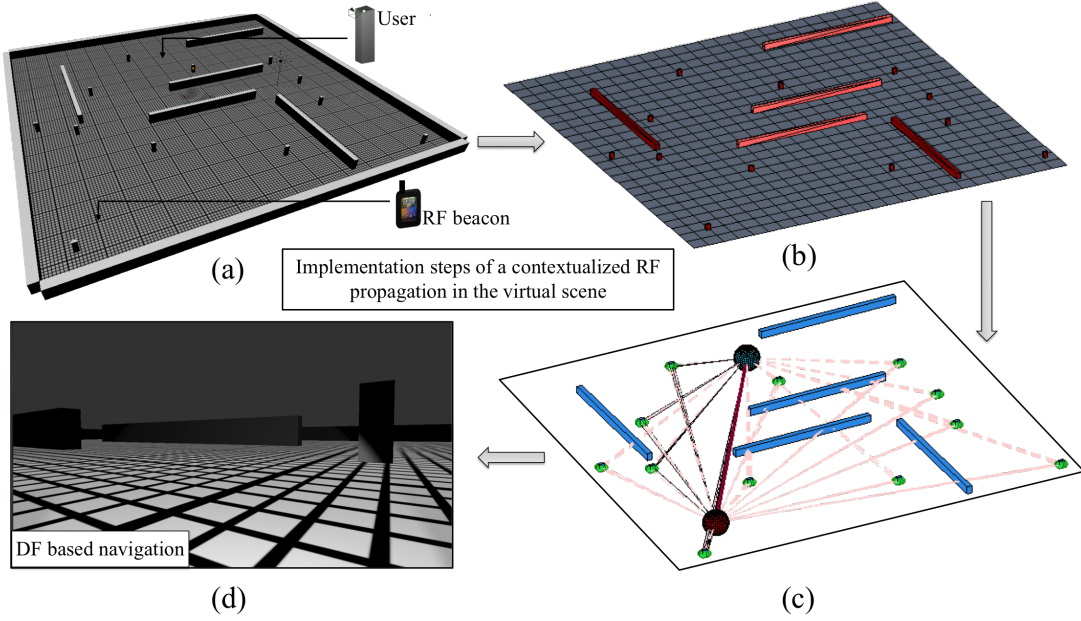 User
RF beacon
(a)
(b)
Implementation steps of a contextualized RF
propagation in the virtual scene
DF based navigation
(d)
(c)